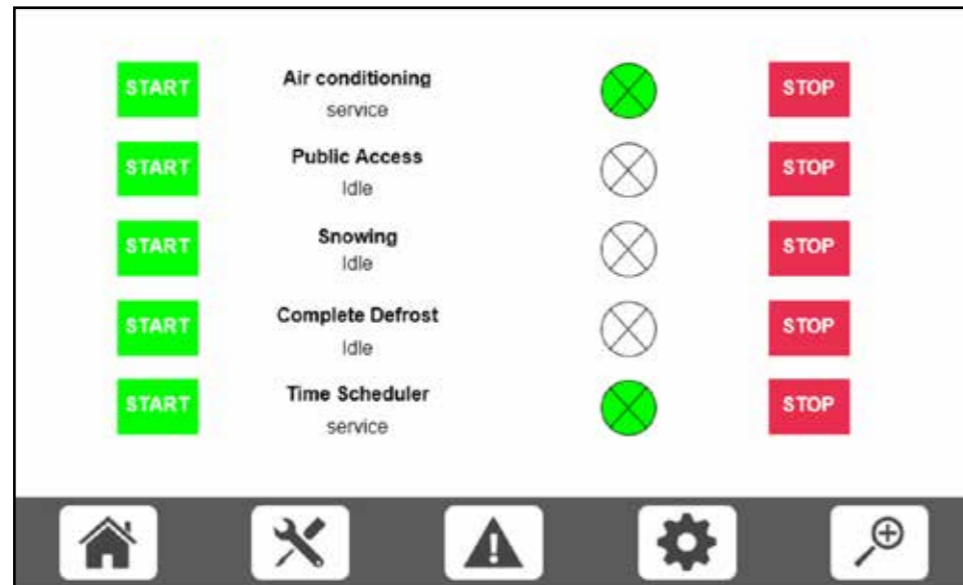 START Air conditioning STOP
service
START Public Access STOP
Idle
START Snowing STOP
Idle
START Complete Defrost STOP
Idle
START Time Scheduler STOP
service